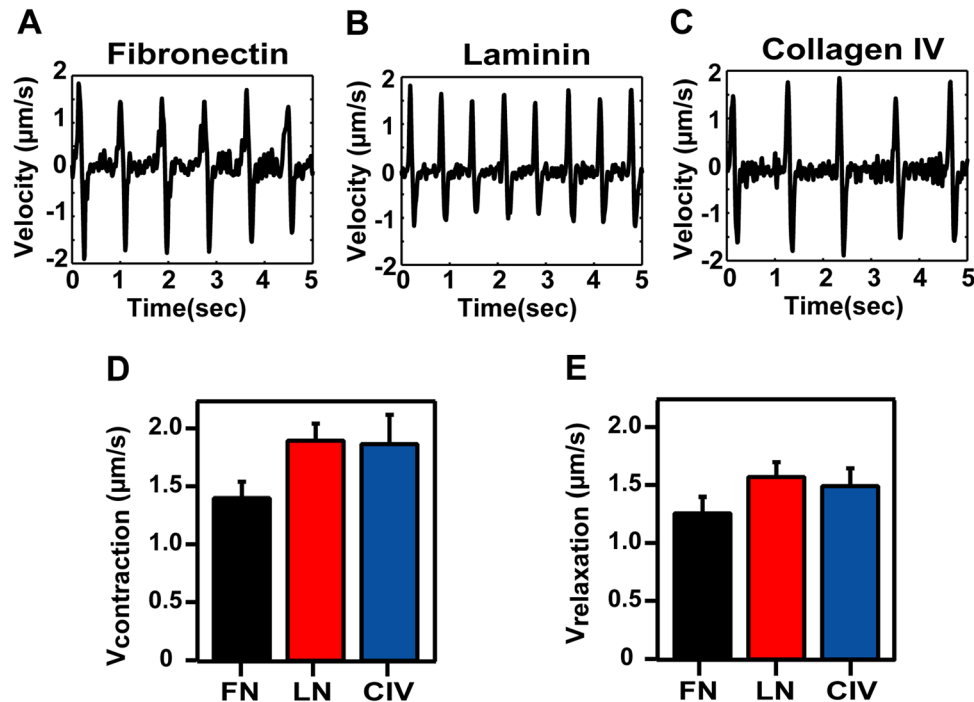 A
Fibronectin
Velocity (μm/s)
2
1
0
-1
-2
0 1 2 3 4 5
Time(sec)
B
Laminin
Velocity (μm/s)
2
1
0
-1
-2
0 1 2 3 4 5
Time(sec)
C
Collagen IV
Velocity (μm/s)
2
1
0
-1
-2
0 1 2 3 4 5
Time(sec)
D
Vcontraction (μm/s)
2.0
1.5
1.0
0.5
0
FN LN CIV
E
Vrelaxation (μm/s)
2.0
1.5
1.0
0.5
0
FN LN CIV